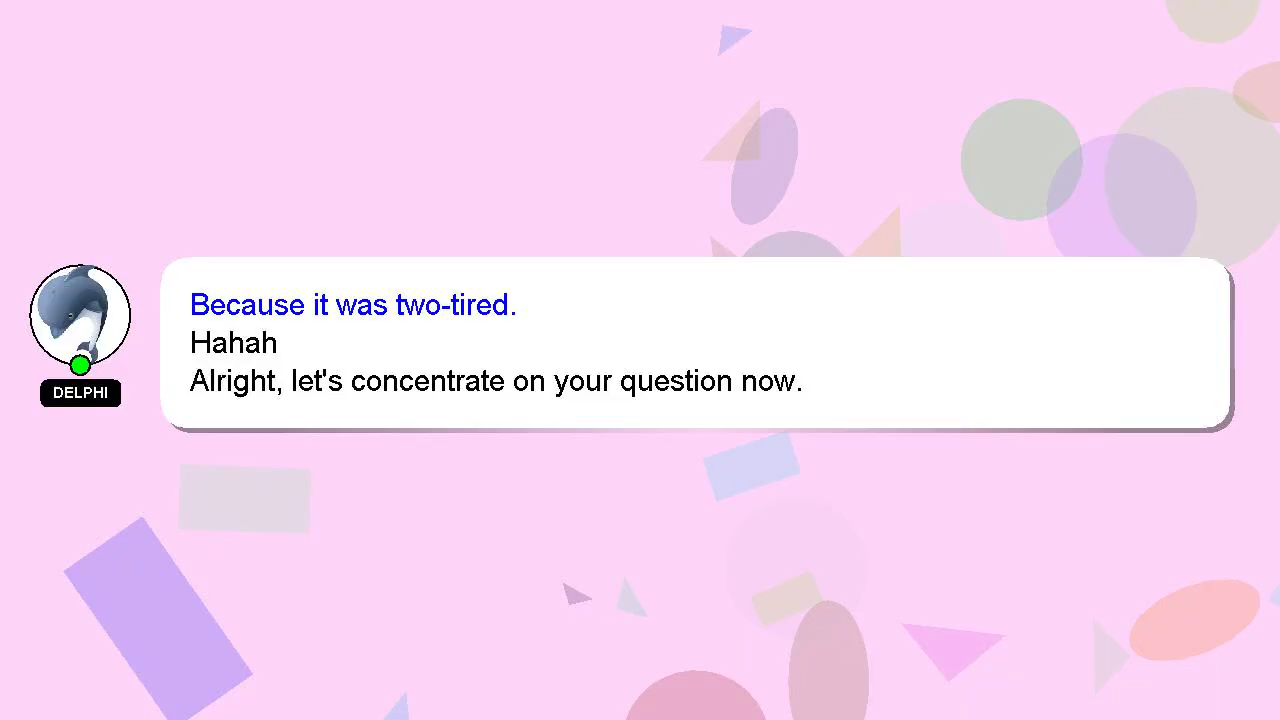 Because it was two-tired.
Hahah
Alright, let's concentrate on your question now.
DELPHI